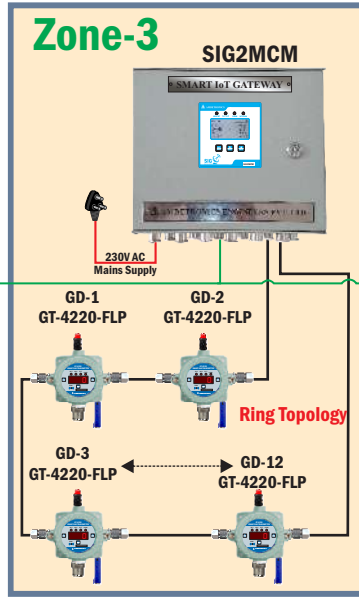 Zone-3
SIG2MCM
SMART IoT GATEWAY
230V AC
Mains Supply
GD-1
GT-4220-FLP
GD-2
GT-4220-FLP
Ring Topology
GD-3
GT-4220-FLP
GD-12
GT-4220-FLP